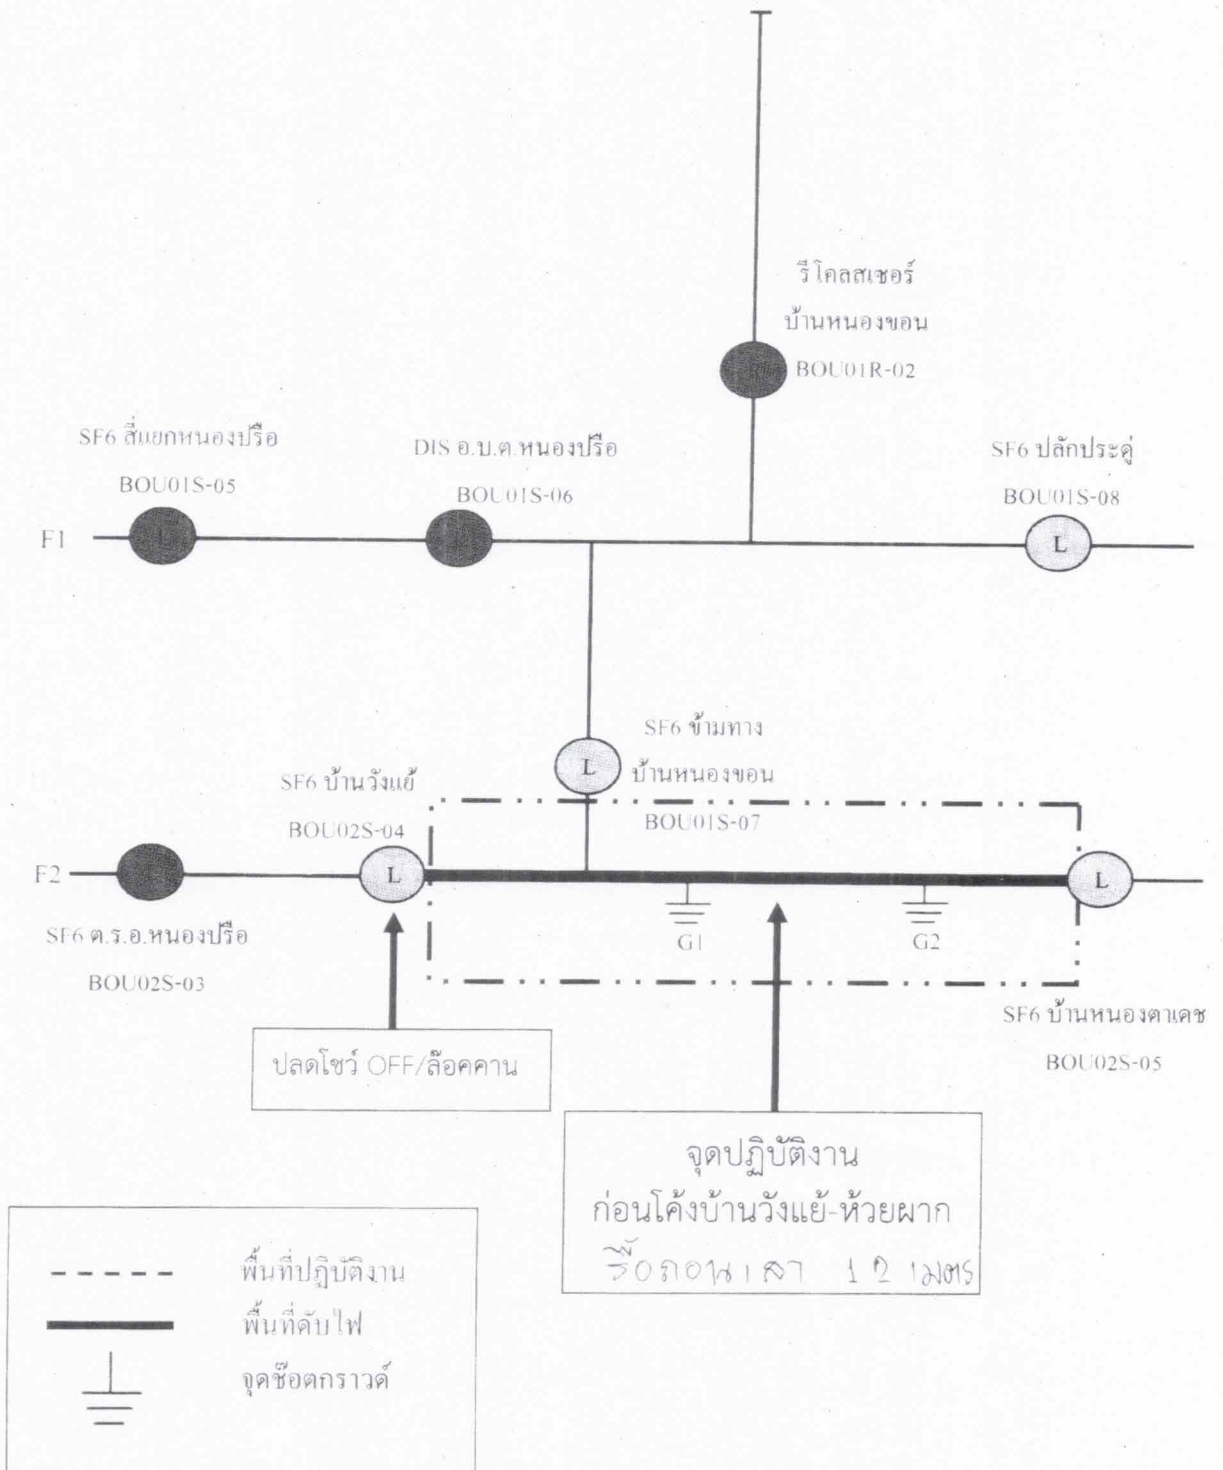 รีโคลสเชอร์
บ้านหนองขอน
BOU01R-02
SF6 สี่แยกหนองปรือ
BOU01S-05
DIS อ.บ.ต.หนองปรือ
BOU01S-06
SF6 ปลักประดู่
BOU01S-08
F1
L
SF6 ข้ามทาง
บ้านหนองขอน
BOU01S-07
L
SF6 บ้านวังแย้
BOU02S-04
F2
L
L
G1
G2
SF6 ต.ร.อ.หนองปรือ
BOU02S-03
SF6 บ้านหนองตาเดช
BOU02S-05
ปลดโชว์ OFF/ล๊อคคาน
จุดปฏิบัติงาน
ก่อนโค้งบ้านวังแย้-ห้วยผาก
รื้อถอนเสา 12 เมตร
พื้นที่ปฏิบัติงาน
พื้นที่ดับไฟ
จุดช๊อตกราวด์